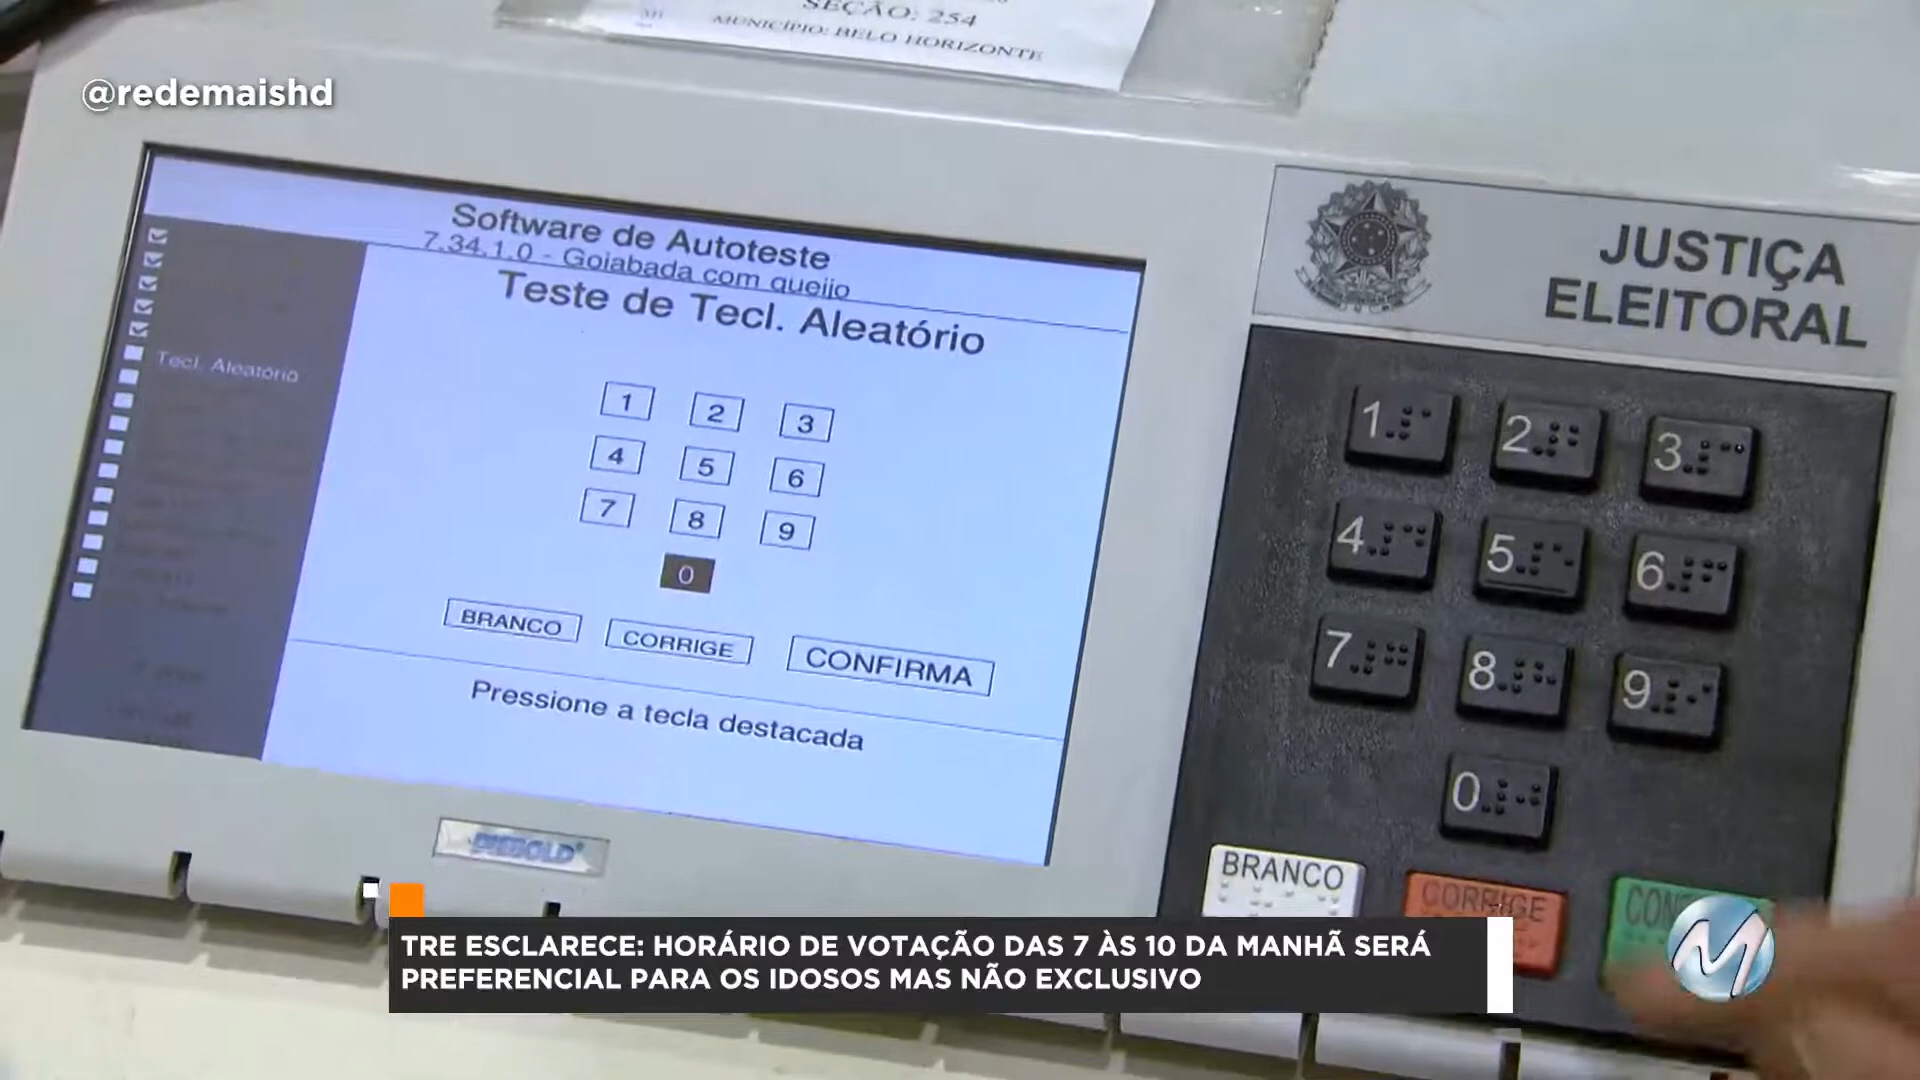 SEÇÃO: 254
MUNICÍPIO: BELO HORIZONTE
@redemaishd
Software de Autoteste
7.34.1.0 - Goiabada com queijo
Teste de Tecl. Aleatório
Tecl. Aleatório
1 2 3
4 5 6
7 8 9
0
BRANCO CORRIGE CONFIRMA
Pressione a tecla destacada
DIEBOLD
JUSTIÇA
ELEITORAL
1 2 3
4 5 6
7 8 9
0
BRANCO CORRIGE
TRE ESCLARECE: HORÁRIO DE VOTAÇÃO DAS 7 ÀS 10 DA MANHÃ SERÁ
PREFERENCIAL PARA OS IDOSOS MAS NÃO EXCLUSIVO
M